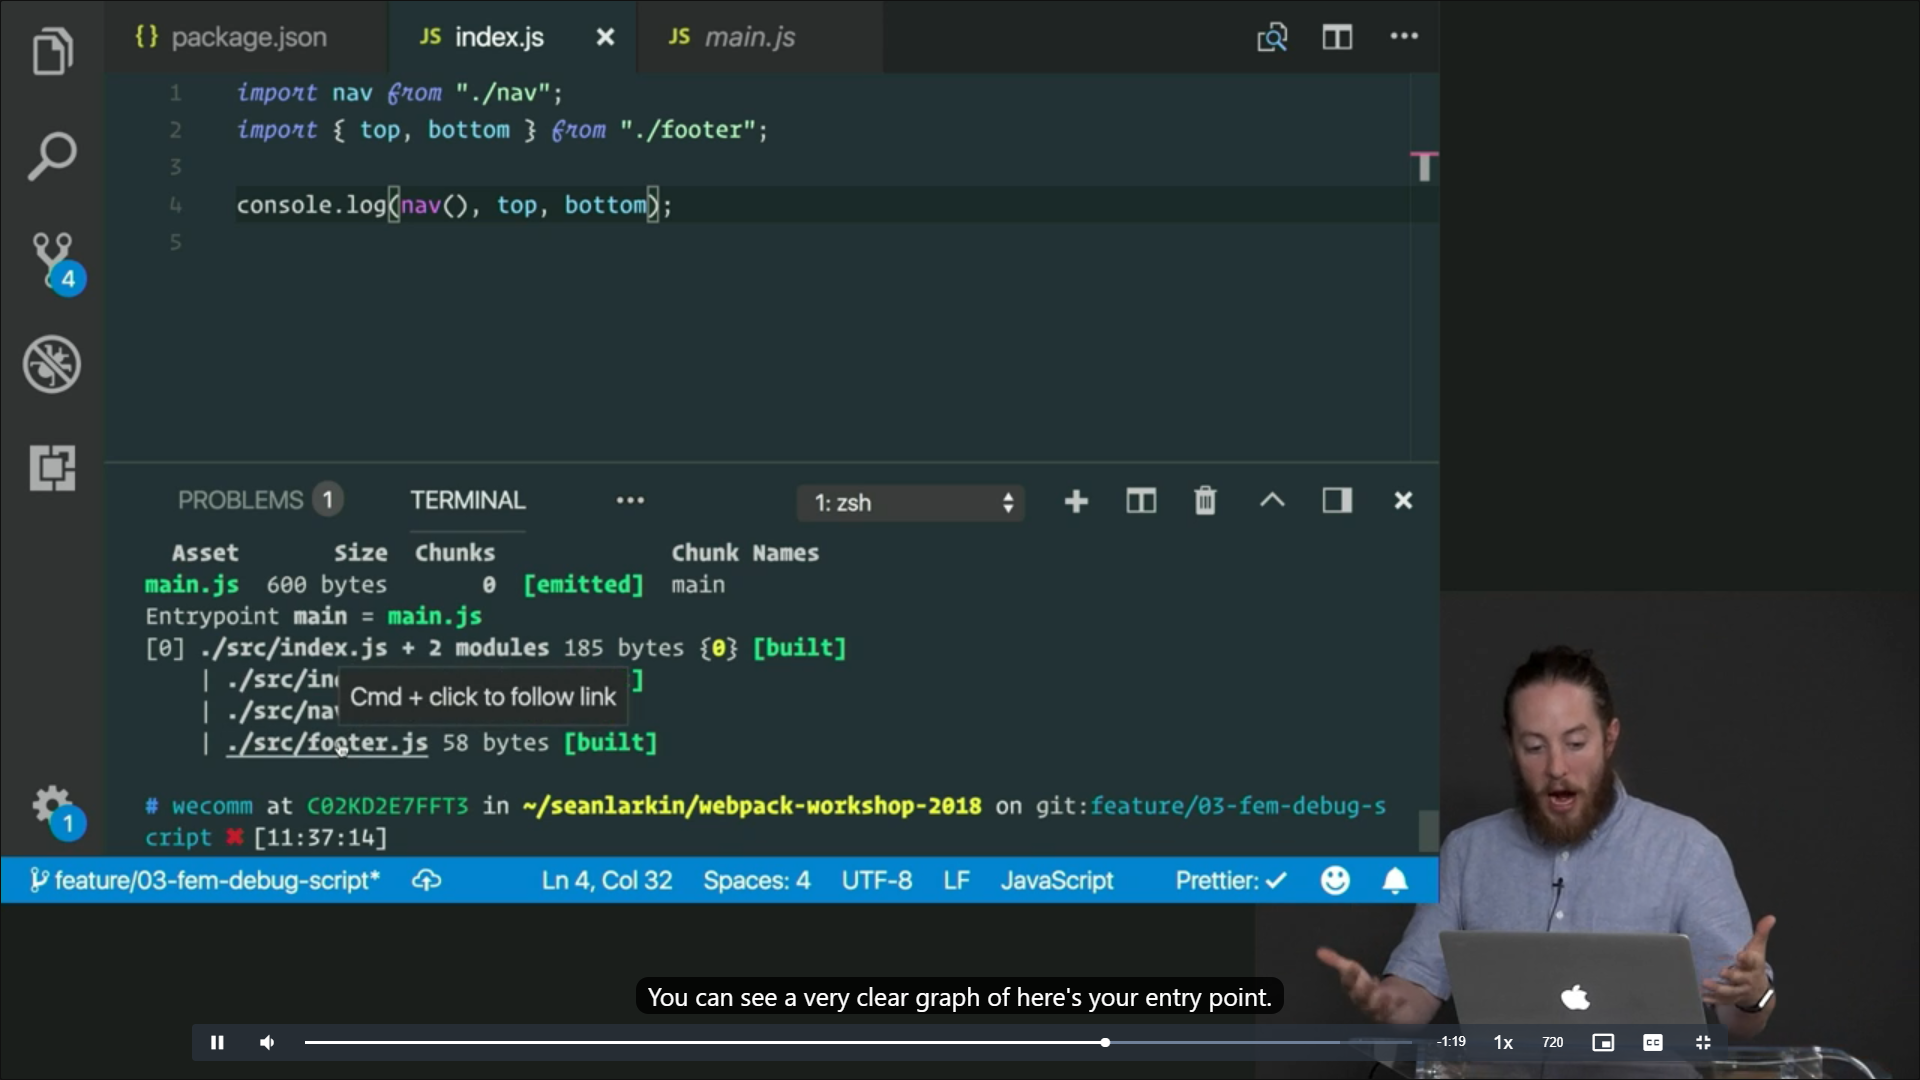 {} package.json
JS index.js
JS main.js
1 import nav from "./nav";
2 import { top, bottom } from "./footer";
3
4 console.log(nav(), top, bottom);
5
4
1
PROBLEMS 1
TERMINAL
1: zsh
Asset Size Chunks Chunk Names
main.js 600 bytes 0 [emitted] main
Entrypoint main = main.js
[0] ./src/index.js + 2 modules 185 bytes {0} [built]
| ./src/in ]
Cmd + click to follow link
| ./src/na
| ./src/footer.js 58 bytes [built]
# wecomm at C02KD2E7FFT3 in ~/seanlarkin/webpack-workshop-2018 on git:feature/03-fem-debug-s
cript ✖ [11:37:14]
feature/03-fem-debug-script* Ln 4, Col 32 Spaces: 4 UTF-8 LF JavaScript Prettier: ✓
You can see a very clear graph of here's your entry point.
-1:19 1x 720 CC